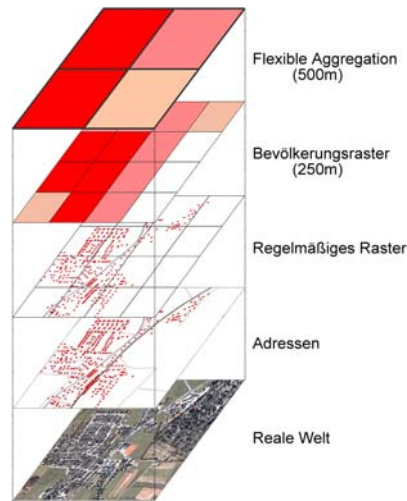 Flexible Aggregation
(500m)
Bevölkerungsraster
(250m)
Regelmäßiges Raster
Adressen
Reale Welt